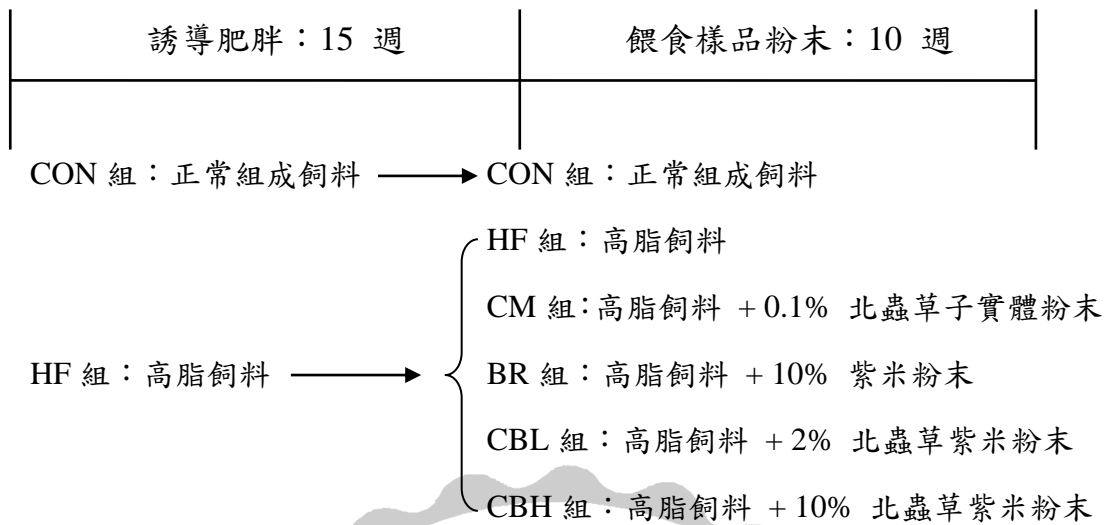 誘導肥胖：15 週 餵食樣品粉末：10 週
CON 組：正常組成飼料 CON 組：正常組成飼料
HF 組：高脂飼料
CM 組：高脂飼料 + 0.1% 北蟲草子實體粉末
HF 組：高脂飼料 BR 組：高脂飼料 + 10% 紫米粉末
CBL 組：高脂飼料 + 2% 北蟲草紫米粉末
CBH 組：高脂飼料 + 10% 北蟲草紫米粉末